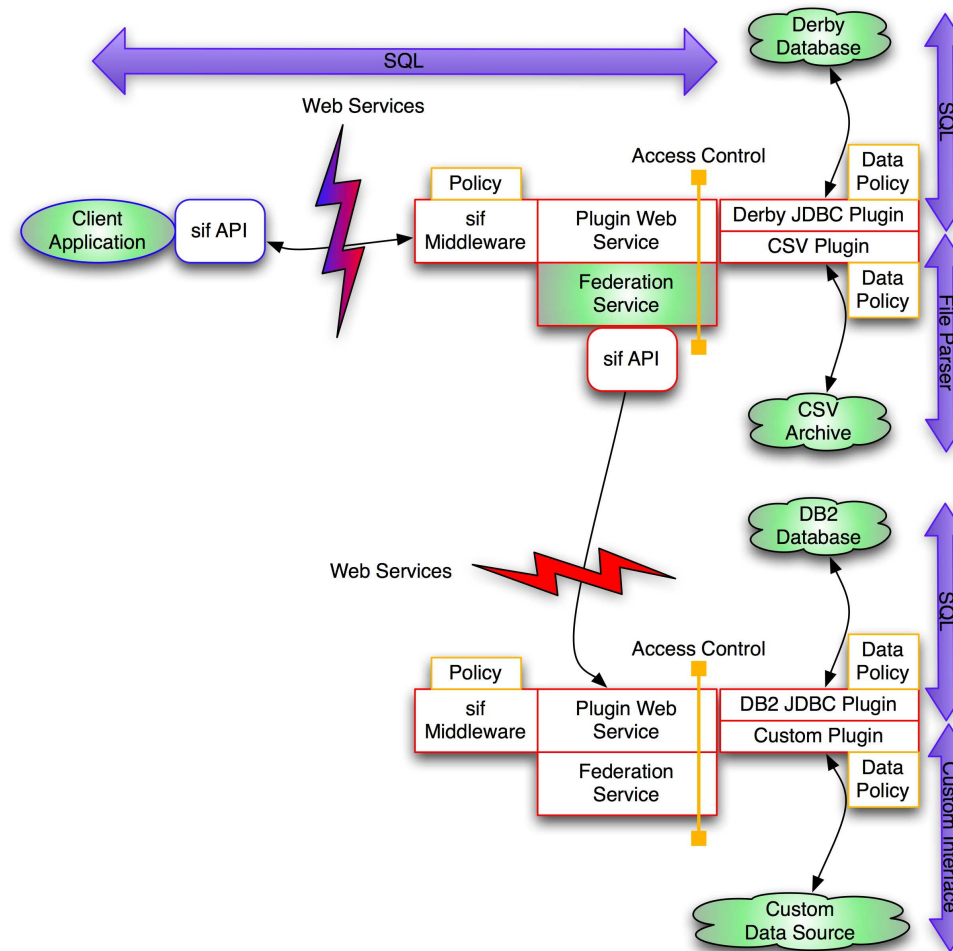 Derby
Database
SQL
SQL
Web Services
Access Control
Data
Policy
Policy
Client
Application
sif API
sif
Middleware
Plugin Web
Service
Derby JDBC Plugin
CSV Plugin
Federation
Service
Data
Policy
File Parser
sif API
CSV
Archive
DB2
Database
SQL
Web Services
Access Control
Data
Policy
Policy
sif
Middleware
Plugin Web
Service
DB2 JDBC Plugin
Custom Plugin
Federation
Service
Data
Policy
Custom Interface
Custom
Data Source